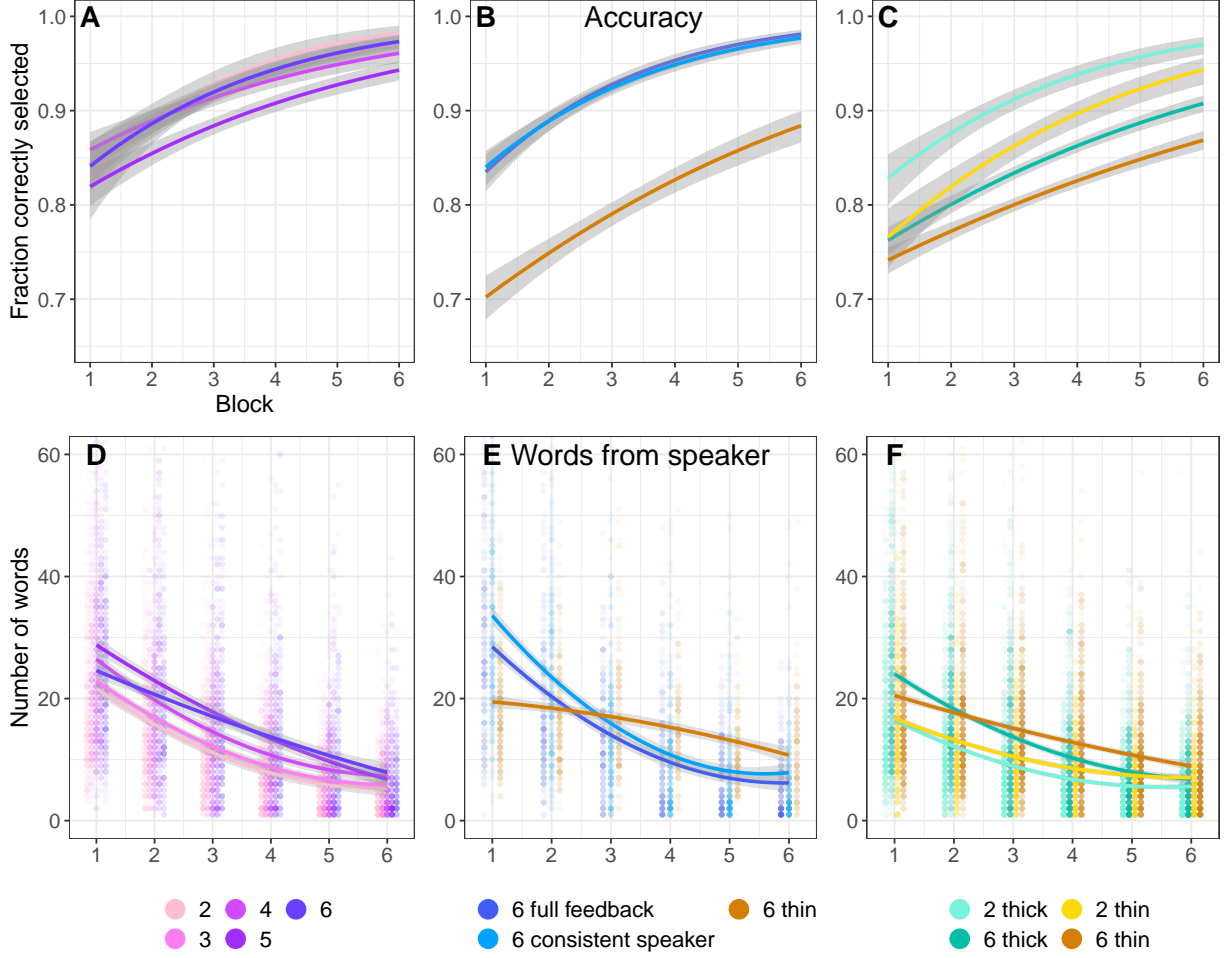 A
B
Accuracy
C
Fraction correctly selected
1.0
0.9
0.8
0.7
1 2 3 4 5 6
Block
1.0
0.9
0.8
0.7
1 2 3 4 5 6
1.0
0.9
0.8
0.7
1 2 3 4 5 6
D
E
Words from speaker
F
Number of words
60
40
20
0
1 2 3 4 5 6
60
40
20
0
1 2 3 4 5 6
60
40
20
0
1 2 3 4 5 6
2 4 6
3 5
6 full feedback 6 thin
6 consistent speaker
2 thick 2 thin
6 thick 6 thin